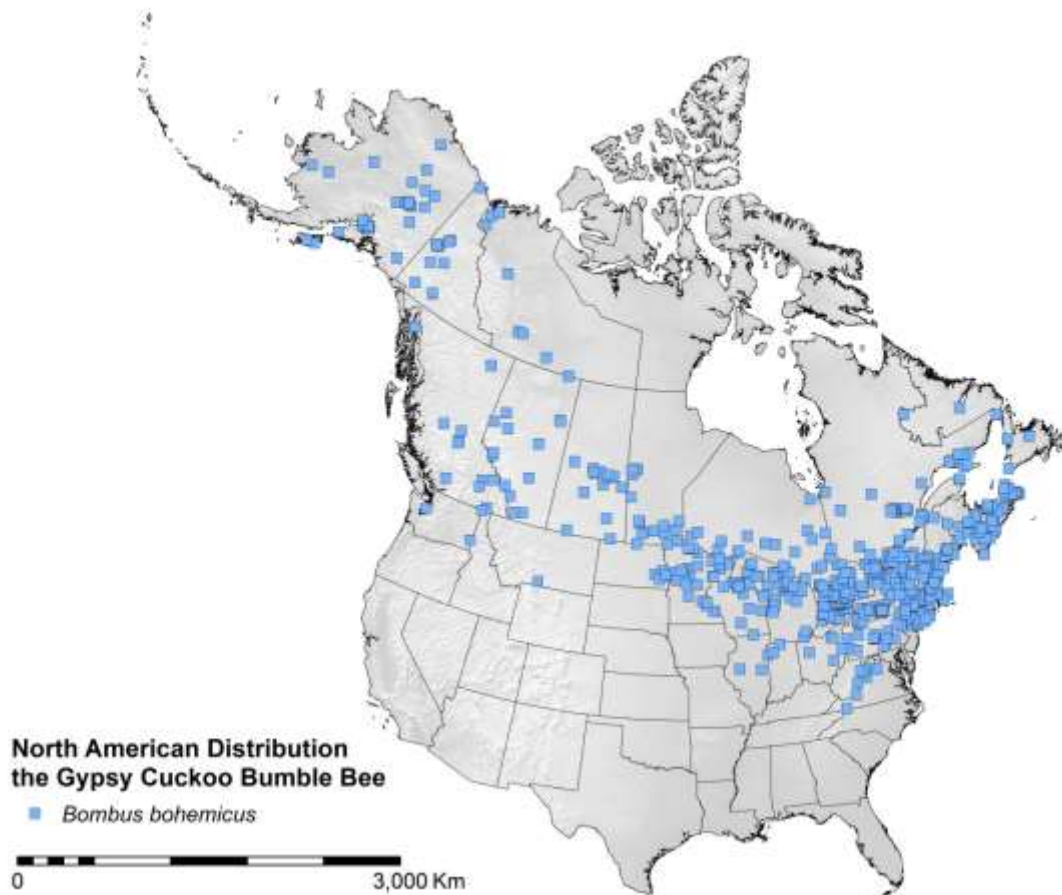 North American Distribution
the Gypsy Cuckoo Bumble Bee
Bombus bohemicus
0 3,000 Km